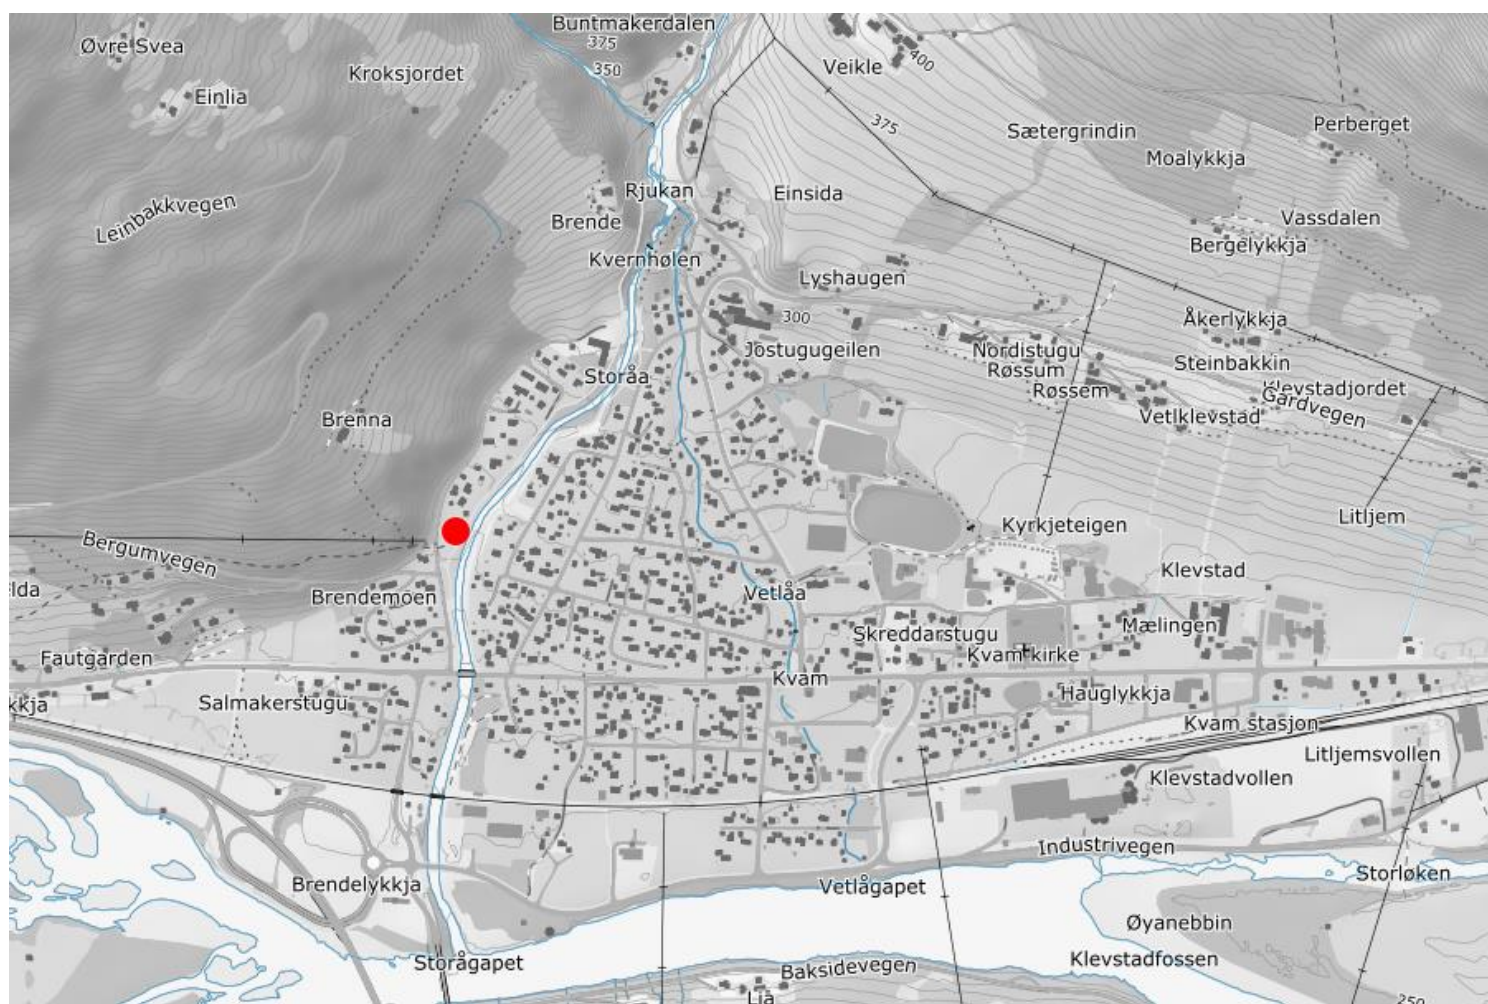 Buntmakerdalen
375
350
Øvre Svea
Kroksjordet
Einlia
Veikle
400
375
Sætergrindin
Perberget
Moalykkja
Leinbakkvegen
Rjukan
Einsida
Brende
Vassdalen
Bergelykkja
Kvernhølen
Lyshaugen
300
Åkerlykkja
Jostugugeilen
Nordistugu
Røssum
Steinbakkin
Storåa
Røssem
Klevstadjordet
Gardvegen
Vetlklevstad
Brenna
Litljem
Kyrkjeteigen
Bergumvegen
Klevstad
lda
Brendemoen
Vetlåa
Skreddarstugu
Mælingen
Kvam kirke
Fautgarden
Kvam
Hauglykkja
kkja
Salmakerstugu
Kvam stasjon
Litljemsvollen
Klevstadvollen
Industrivegen
Brendelykkja
Vetlågapet
Storløken
Øyanebbin
Storågapet
Baksidevegen
Klevstadfossen
Lia
250